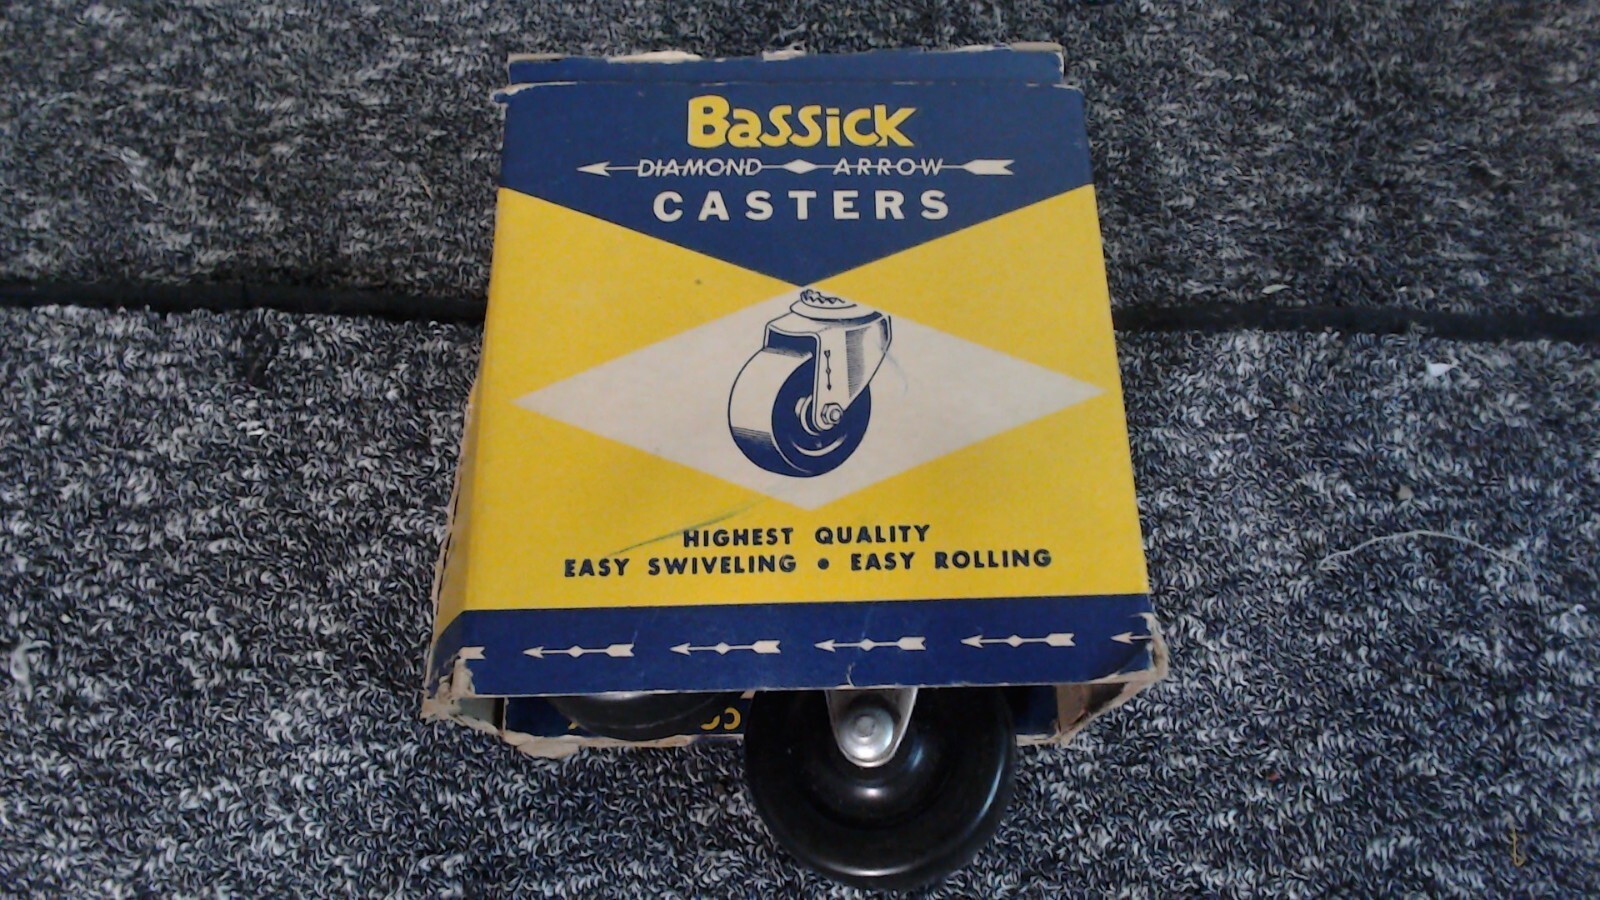 Bassick
DIAMOND ARROW
CASTERS
HIGHEST QUALITY
EASY SWIVELING • EASY ROLLING